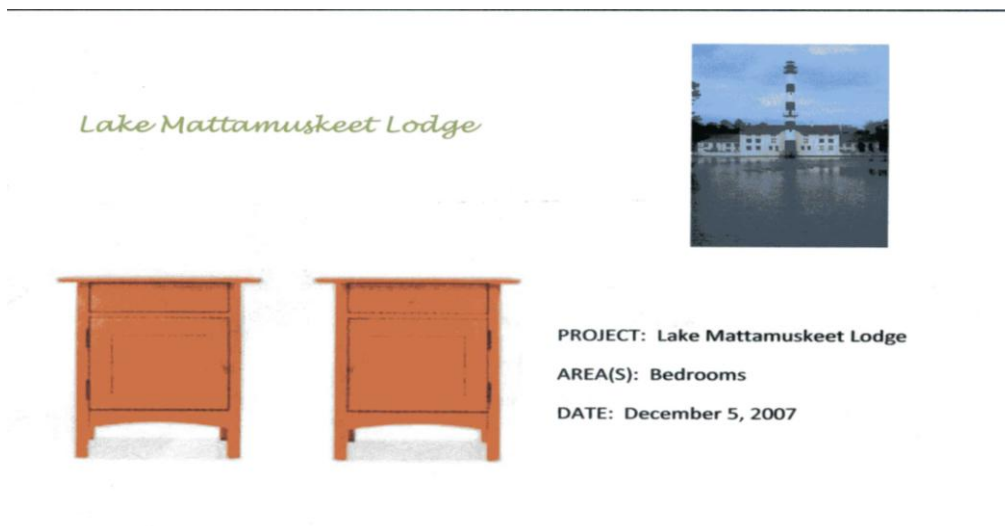 Lake Mattamuskeet Lodge
PROJECT: Lake Mattamuskeet Lodge
AREA(S): Bedrooms
DATE: December 5, 2007